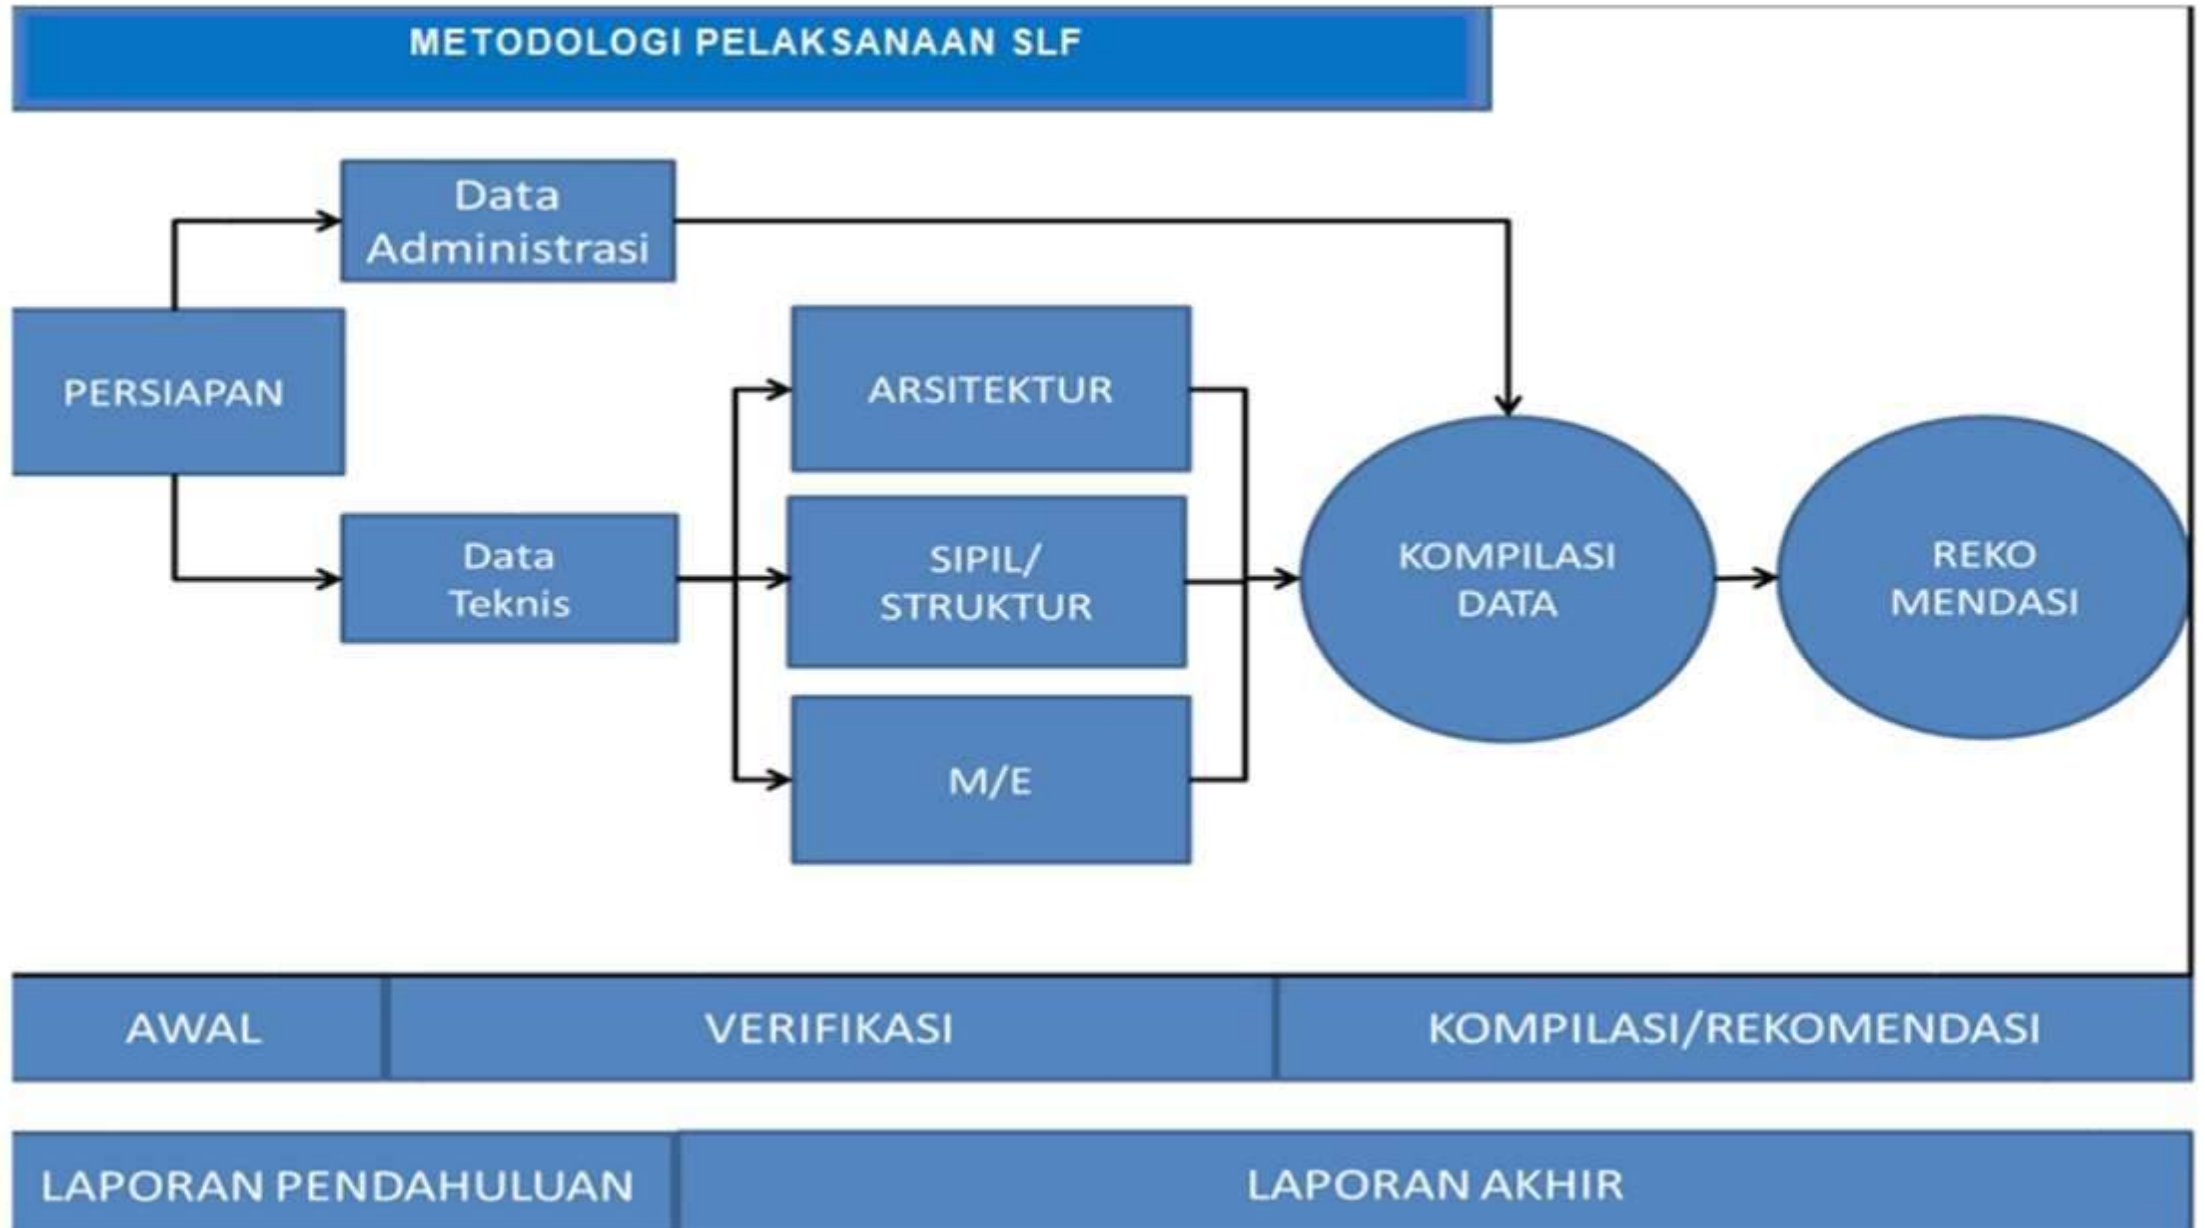 METODOLOGI PELAKSANAAN SLF
Data
Administrasi
PERSIAPAN
ARSITEKTUR
Data
Teknis
SIPIL/
STRUKTUR
KOMPILASI
DATA
REKO
MENDASI
M/E
AWAL
VERIFIKASI
KOMPILASI/REKOMENDASI
LAPORAN PENDAHULUAN
LAPORAN AKHIR